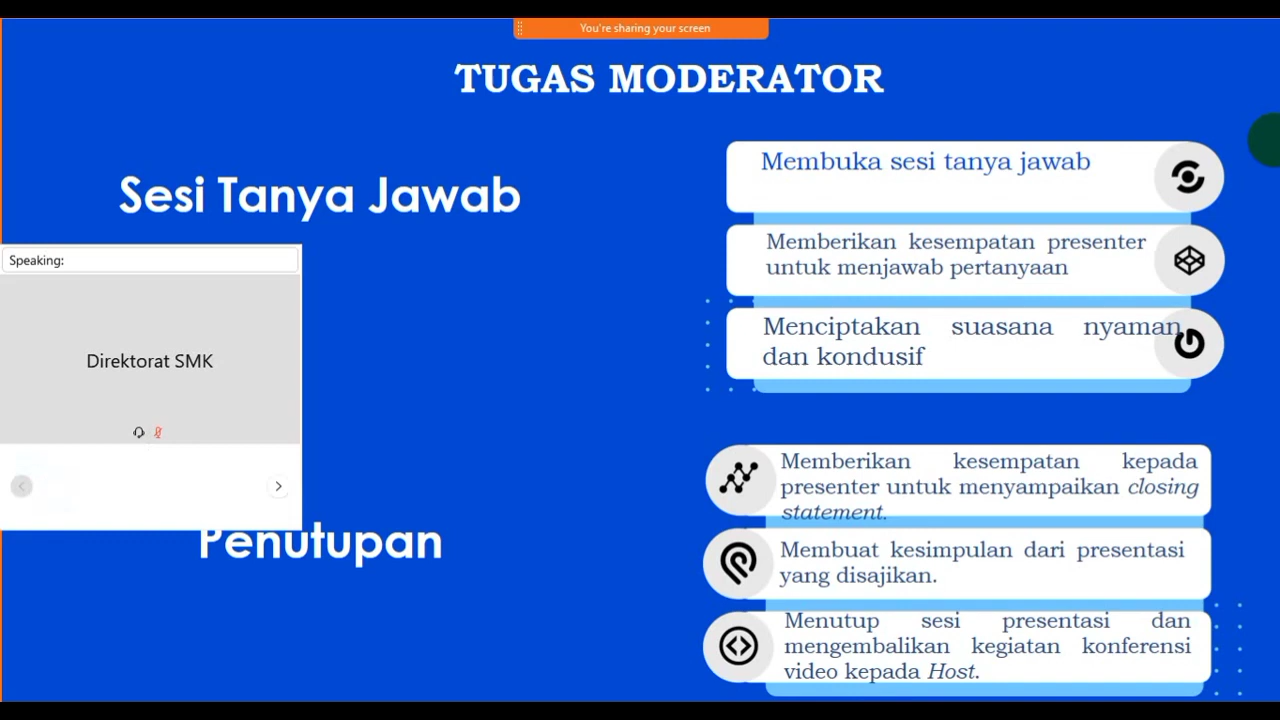 You're sharing your screen
TUGAS MODERATOR
Sesi Tanya Jawab
Membuka sesi tanya jawab
Memberikan kesempatan presenter
untuk menjawab pertanyaan
Menciptakan suasana nyaman
dan kondusif
Speaking:
Direktorat SMK
Penutupan
Memberikan kesempatan kepada
presenter untuk menyampaikan closing
statement.
Membuat kesimpulan dari presentasi
yang disajikan.
Menutup sesi presentasi dan
mengembalikan kegiatan konferensi
video kepada Host.